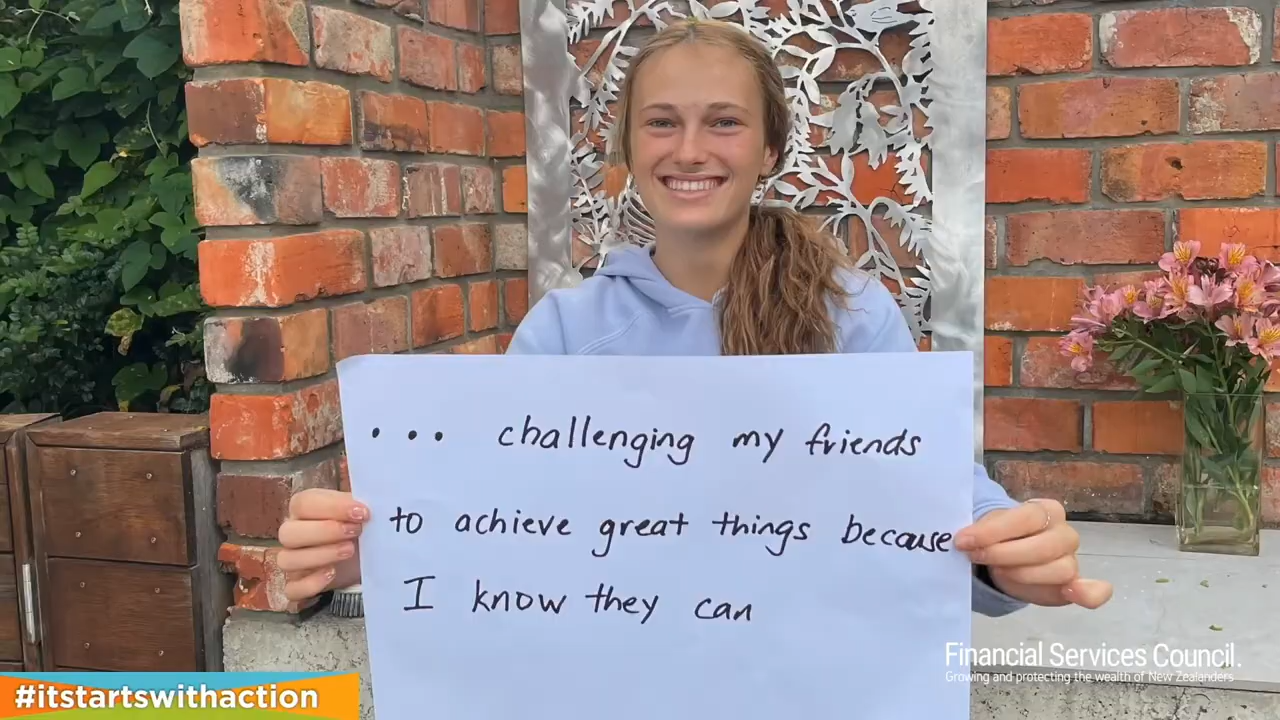 ... challenging my friends
to achieve great things because
I know they can
Financial Services Council.
Growing and protecting the wealth of New Zealanders
#itstartswithaction